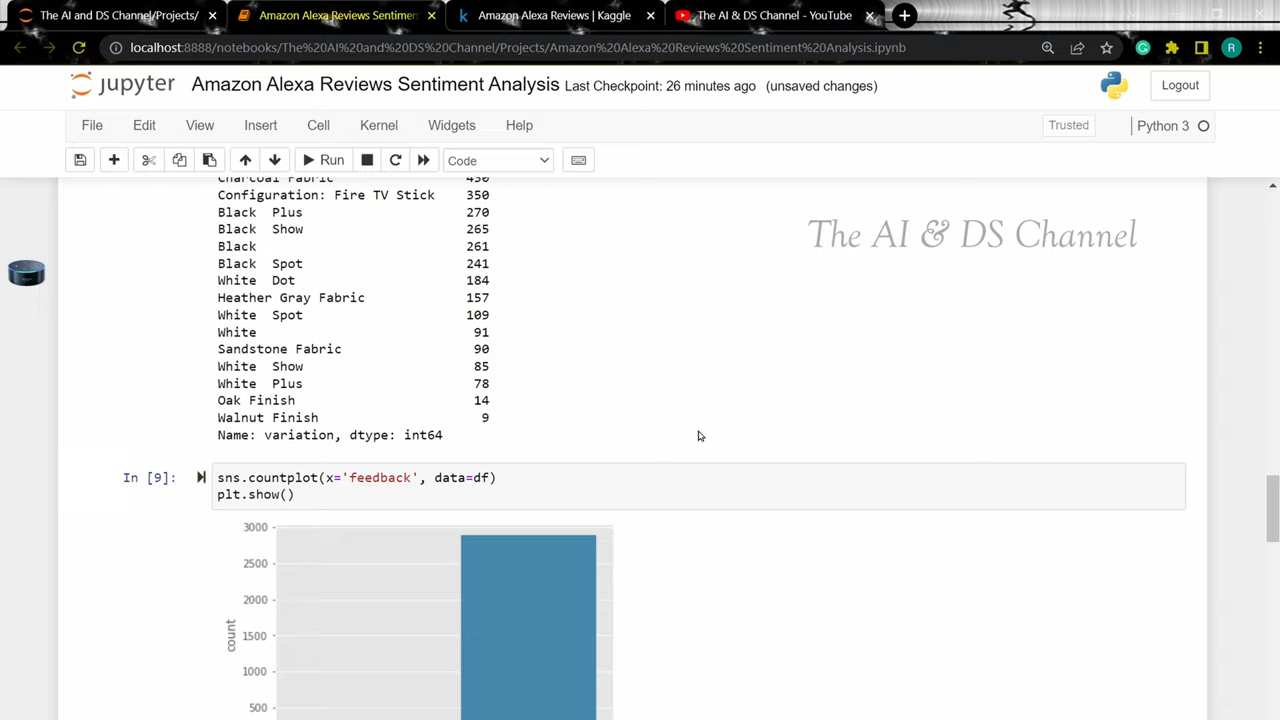 The AI and DS Channel/Projects/
Amazon Alexa Reviews Sentimen
Amazon Alexa Reviews | Kaggle
The AI & DS Channel - YouTube
localhost:8888/notebooks/The%20AI%20and%20DS%20Channel/Projects/Amazon%20Alexa%20Reviews%20Sentiment%20Analysis.ipynb
R
jupyter Amazon Alexa Reviews Sentiment Analysis Last Checkpoint: 26 minutes ago (unsaved changes)
Logout
File Edit View Insert Cell Kernel Widgets Help
Trusted
Python 3
Run
Code
Charcoal Fabric 430
Configuration: Fire TV Stick 350
Black Plus 270
Black Show 265
Black 261
Black Spot 241
White Dot 184
Heather Gray Fabric 157
White Spot 109
White 91
Sandstone Fabric 90
White Show 85
White Plus 78
Oak Finish 14
Walnut Finish 9
Name: variation, dtype: int64
The AI & DS Channel
In [9]:
sns.countplot(x='feedback', data=df)
plt.show()
3000
2500
2000
1500
1000
500
count